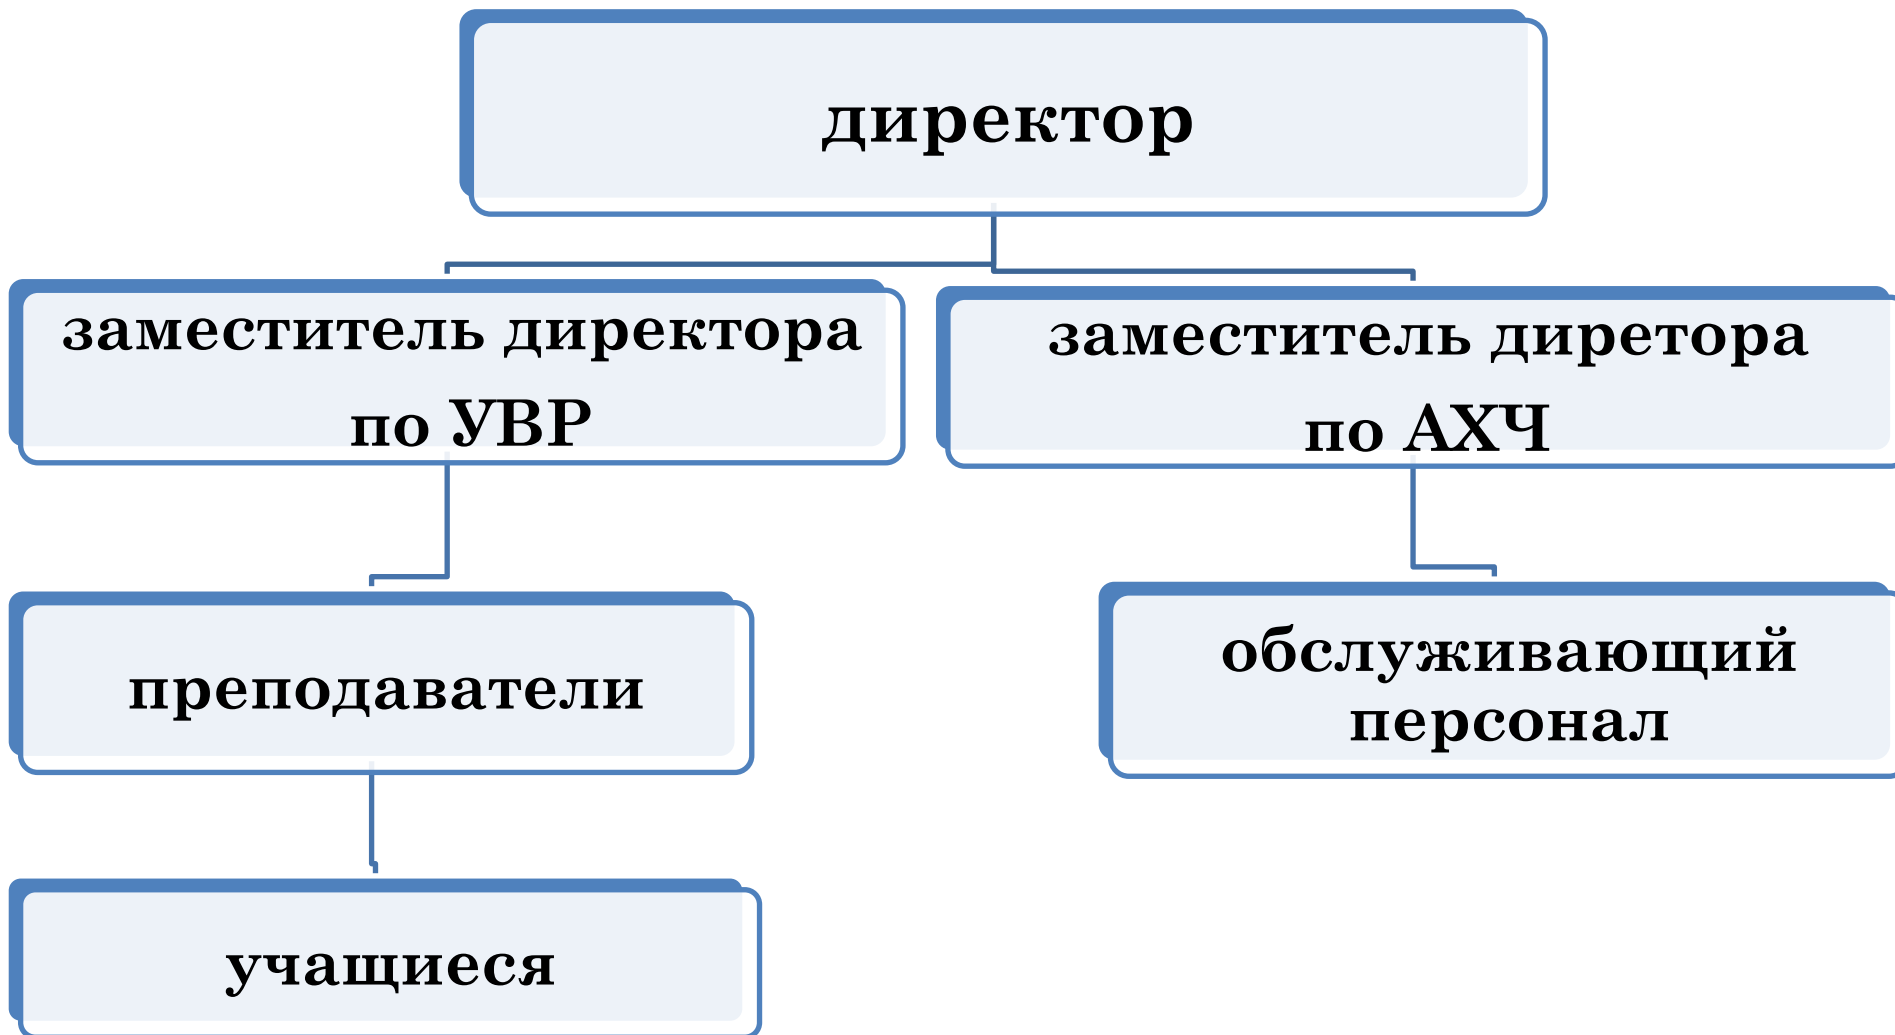 директор
заместитель директора
по УВР
заместитель диретора
по АХЧ
преподаватели
обслуживающий
персонал
учащиеся